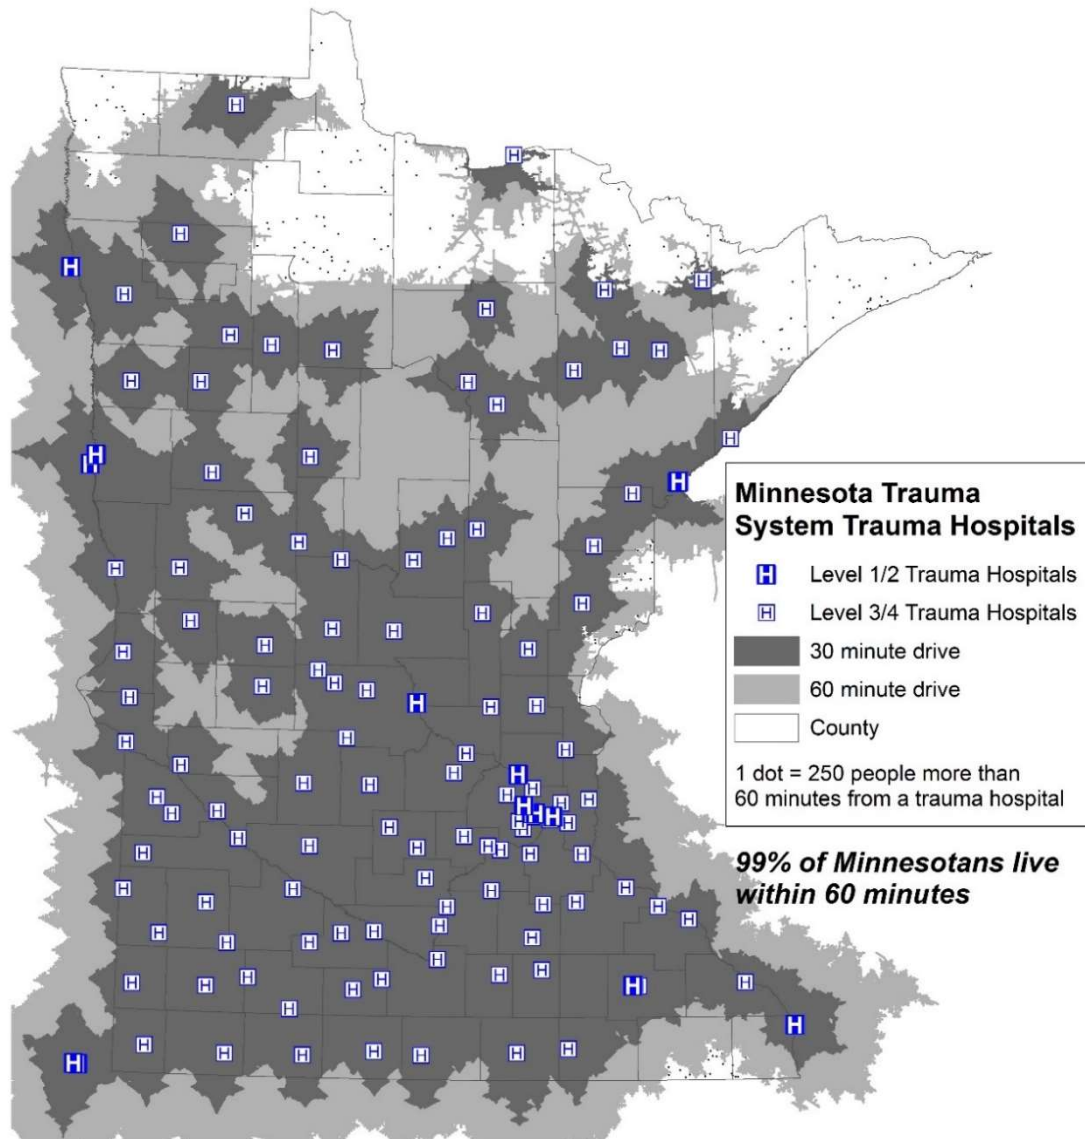 Minnesota Trauma
System Trauma Hospitals
H Level 1/2 Trauma Hospitals
H Level 3/4 Trauma Hospitals
30 minute drive
60 minute drive
County
1 dot = 250 people more than
60 minutes from a trauma hospital
99% of Minnesotans live
within 60 minutes